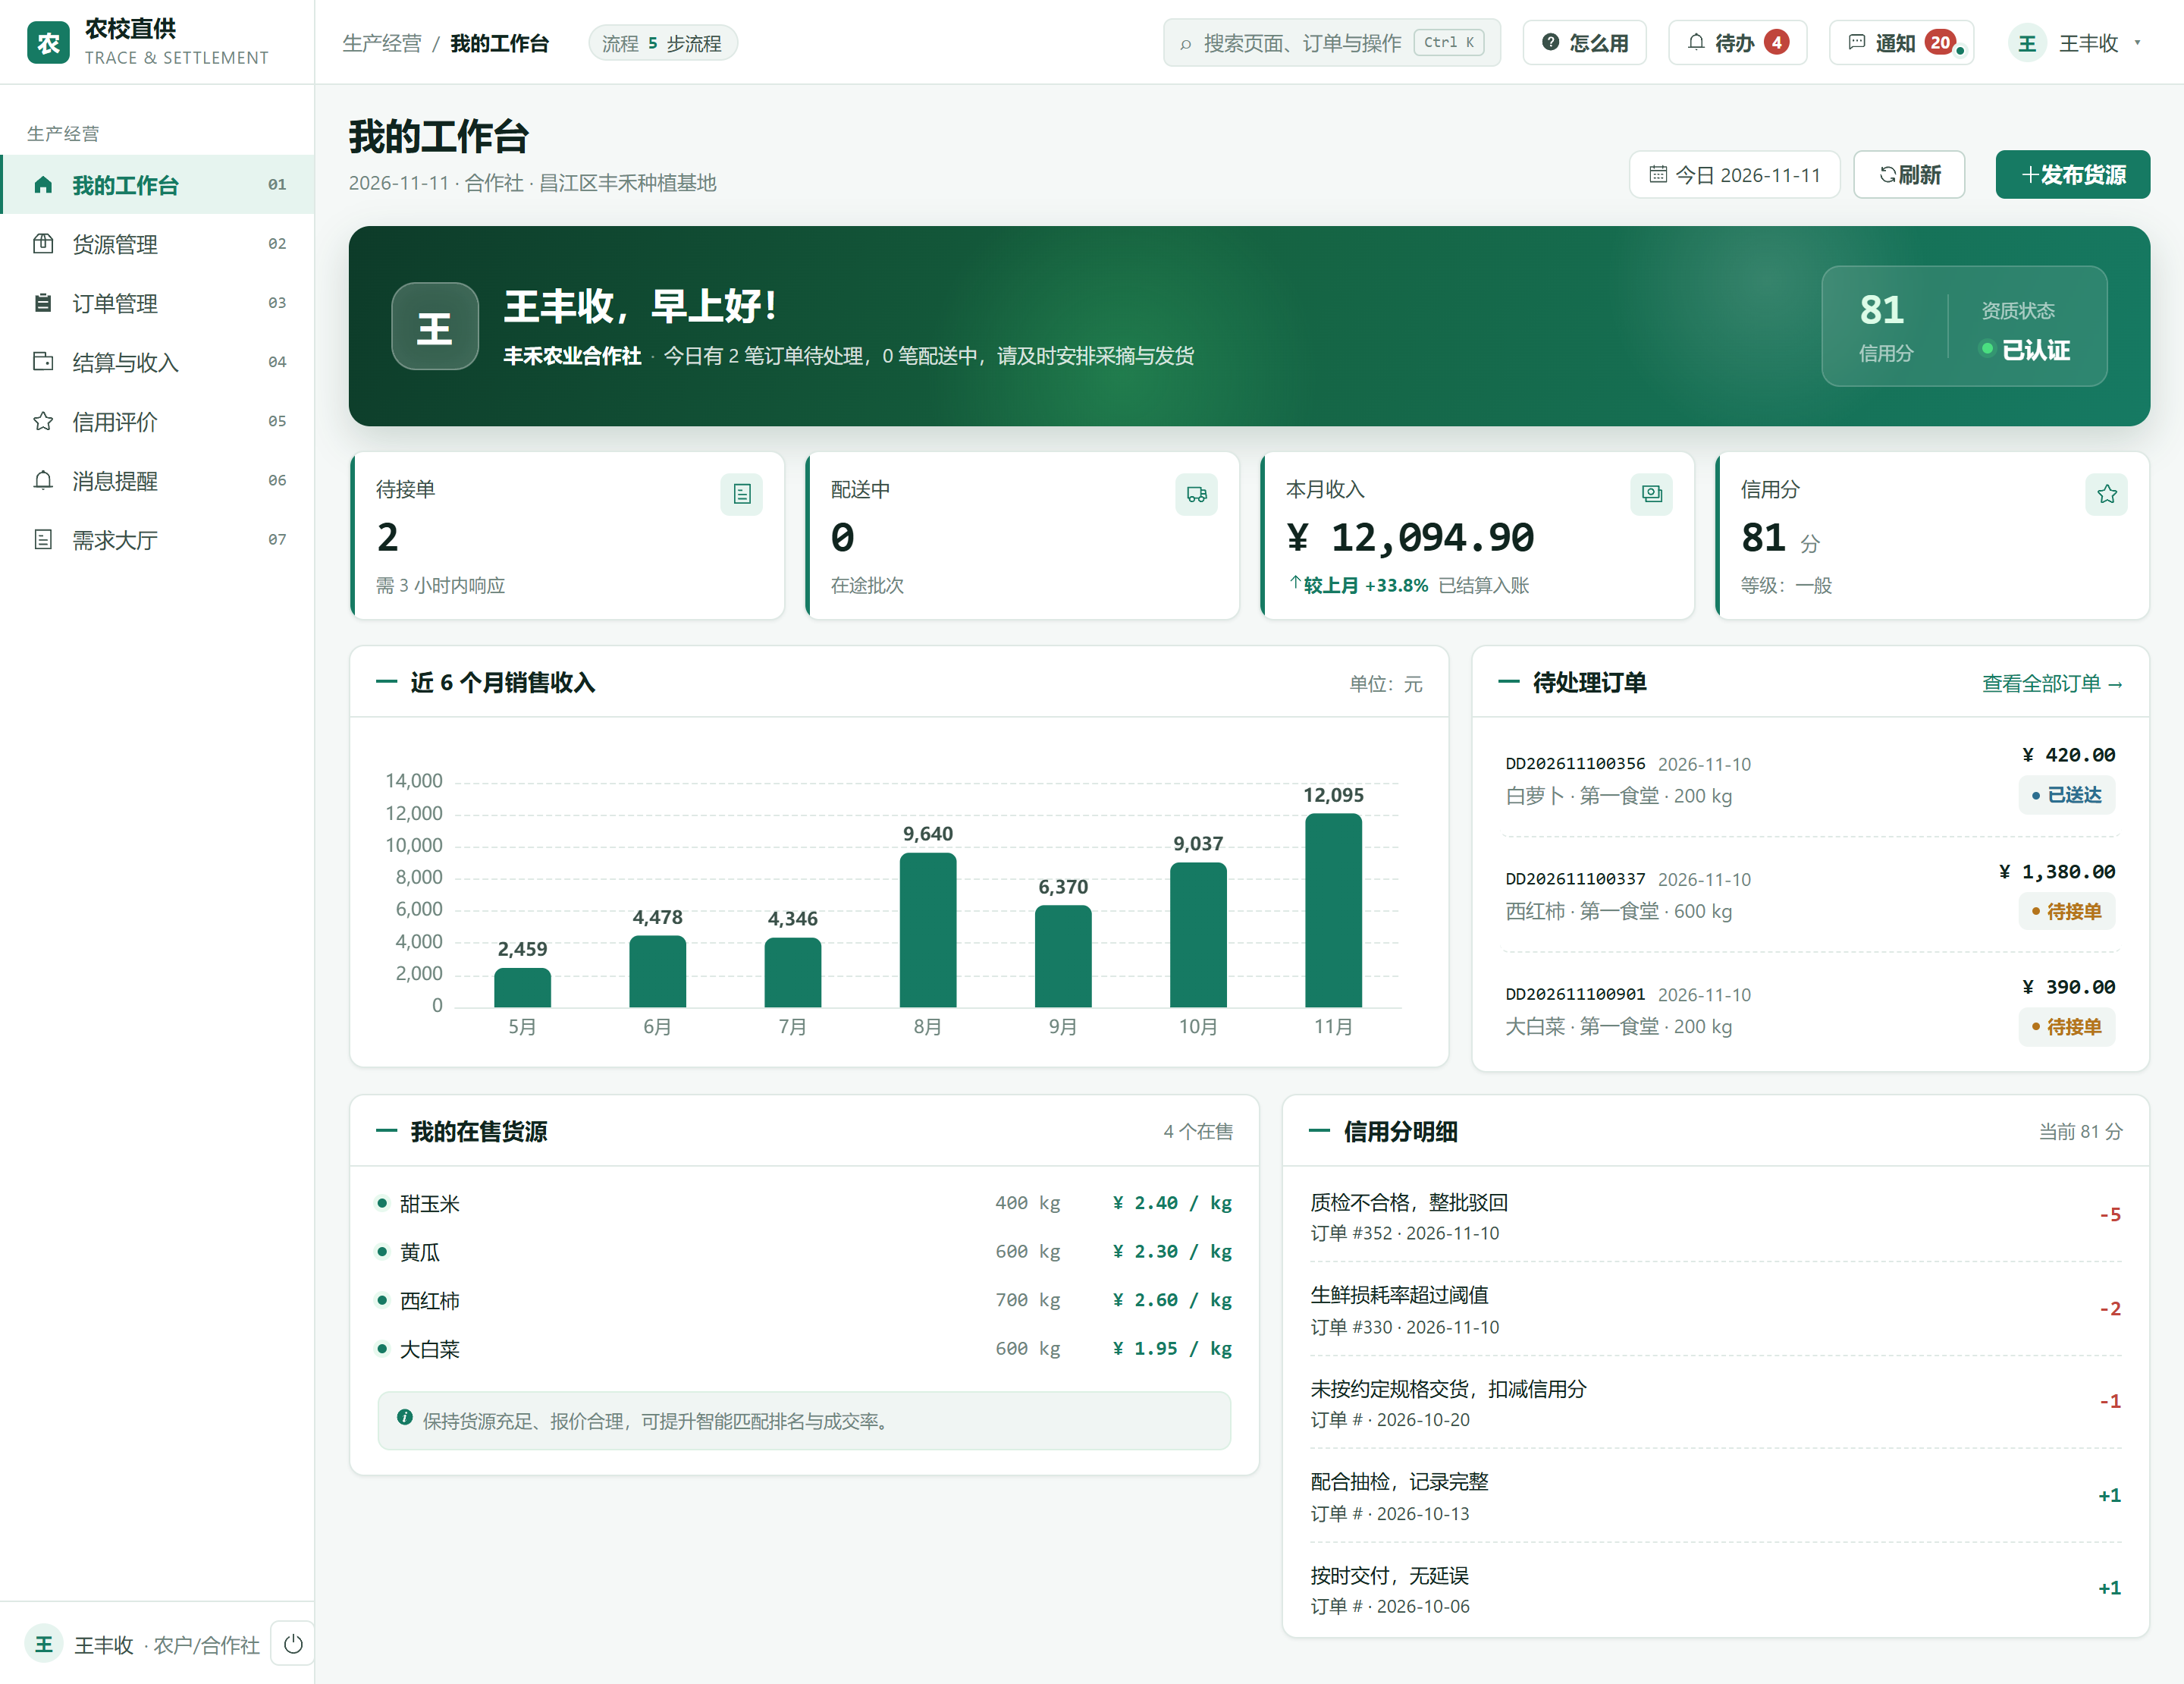 农
农校直供
TRACE & SETTLEMENT
生产经营 / 我的工作台
流程 5 步流程
搜索页面、订单与操作 Ctrl K
怎么用
待办 4
通知 20
王 王丰收
生产经营
我的工作台 01
货源管理 02
订单管理 03
结算与收入 04
信用评价 05
消息提醒 06
需求大厅 07
王 王丰收 · 农户/合作社
我的工作台
2026-11-11 · 合作社 · 昌江区丰禾种植基地
今日 2026-11-11
刷新
+发布货源
王
王丰收，早上好！
丰禾农业合作社 · 今日有 2 笔订单待处理，0 笔配送中，请及时安排采摘与发货
81
信用分
资质状态
已认证
待接单
2
需 3 小时内响应
配送中
0
在途批次
本月收入
¥ 12,094.90
↑较上月 +33.8% 已结算入账
信用分
81 分
等级：一般
近 6 个月销售收入
单位：元
14,000
12,000
10,000
8,000
6,000
4,000
2,000
0
2,459
4,478
4,346
9,640
6,370
9,037
12,095
5月
6月
7月
8月
9月
10月
11月
待处理订单
查看全部订单 →
DD202611100356 2026-11-10
¥ 420.00
白萝卜 · 第一食堂 · 200 kg
已送达
DD202611100337 2026-11-10
¥ 1,380.00
西红柿 · 第一食堂 · 600 kg
待接单
DD202611100901 2026-11-10
¥ 390.00
大白菜 · 第一食堂 · 200 kg
待接单
我的在售货源
4 个在售
甜玉米 400 kg ¥ 2.40 / kg
黄瓜 600 kg ¥ 2.30 / kg
西红柿 700 kg ¥ 2.60 / kg
大白菜 600 kg ¥ 1.95 / kg
保持货源充足、报价合理，可提升智能匹配排名与成交率。
信用分明细
当前 81 分
质检不合格，整批驳回
订单 #352 · 2026-11-10
-5
生鲜损耗率超过阈值
订单 #330 · 2026-11-10
-2
未按约定规格交货，扣减信用分
订单 # · 2026-10-20
-1
配合抽检，记录完整
订单 # · 2026-10-13
+1
按时交付，无延误
订单 # · 2026-10-06
+1